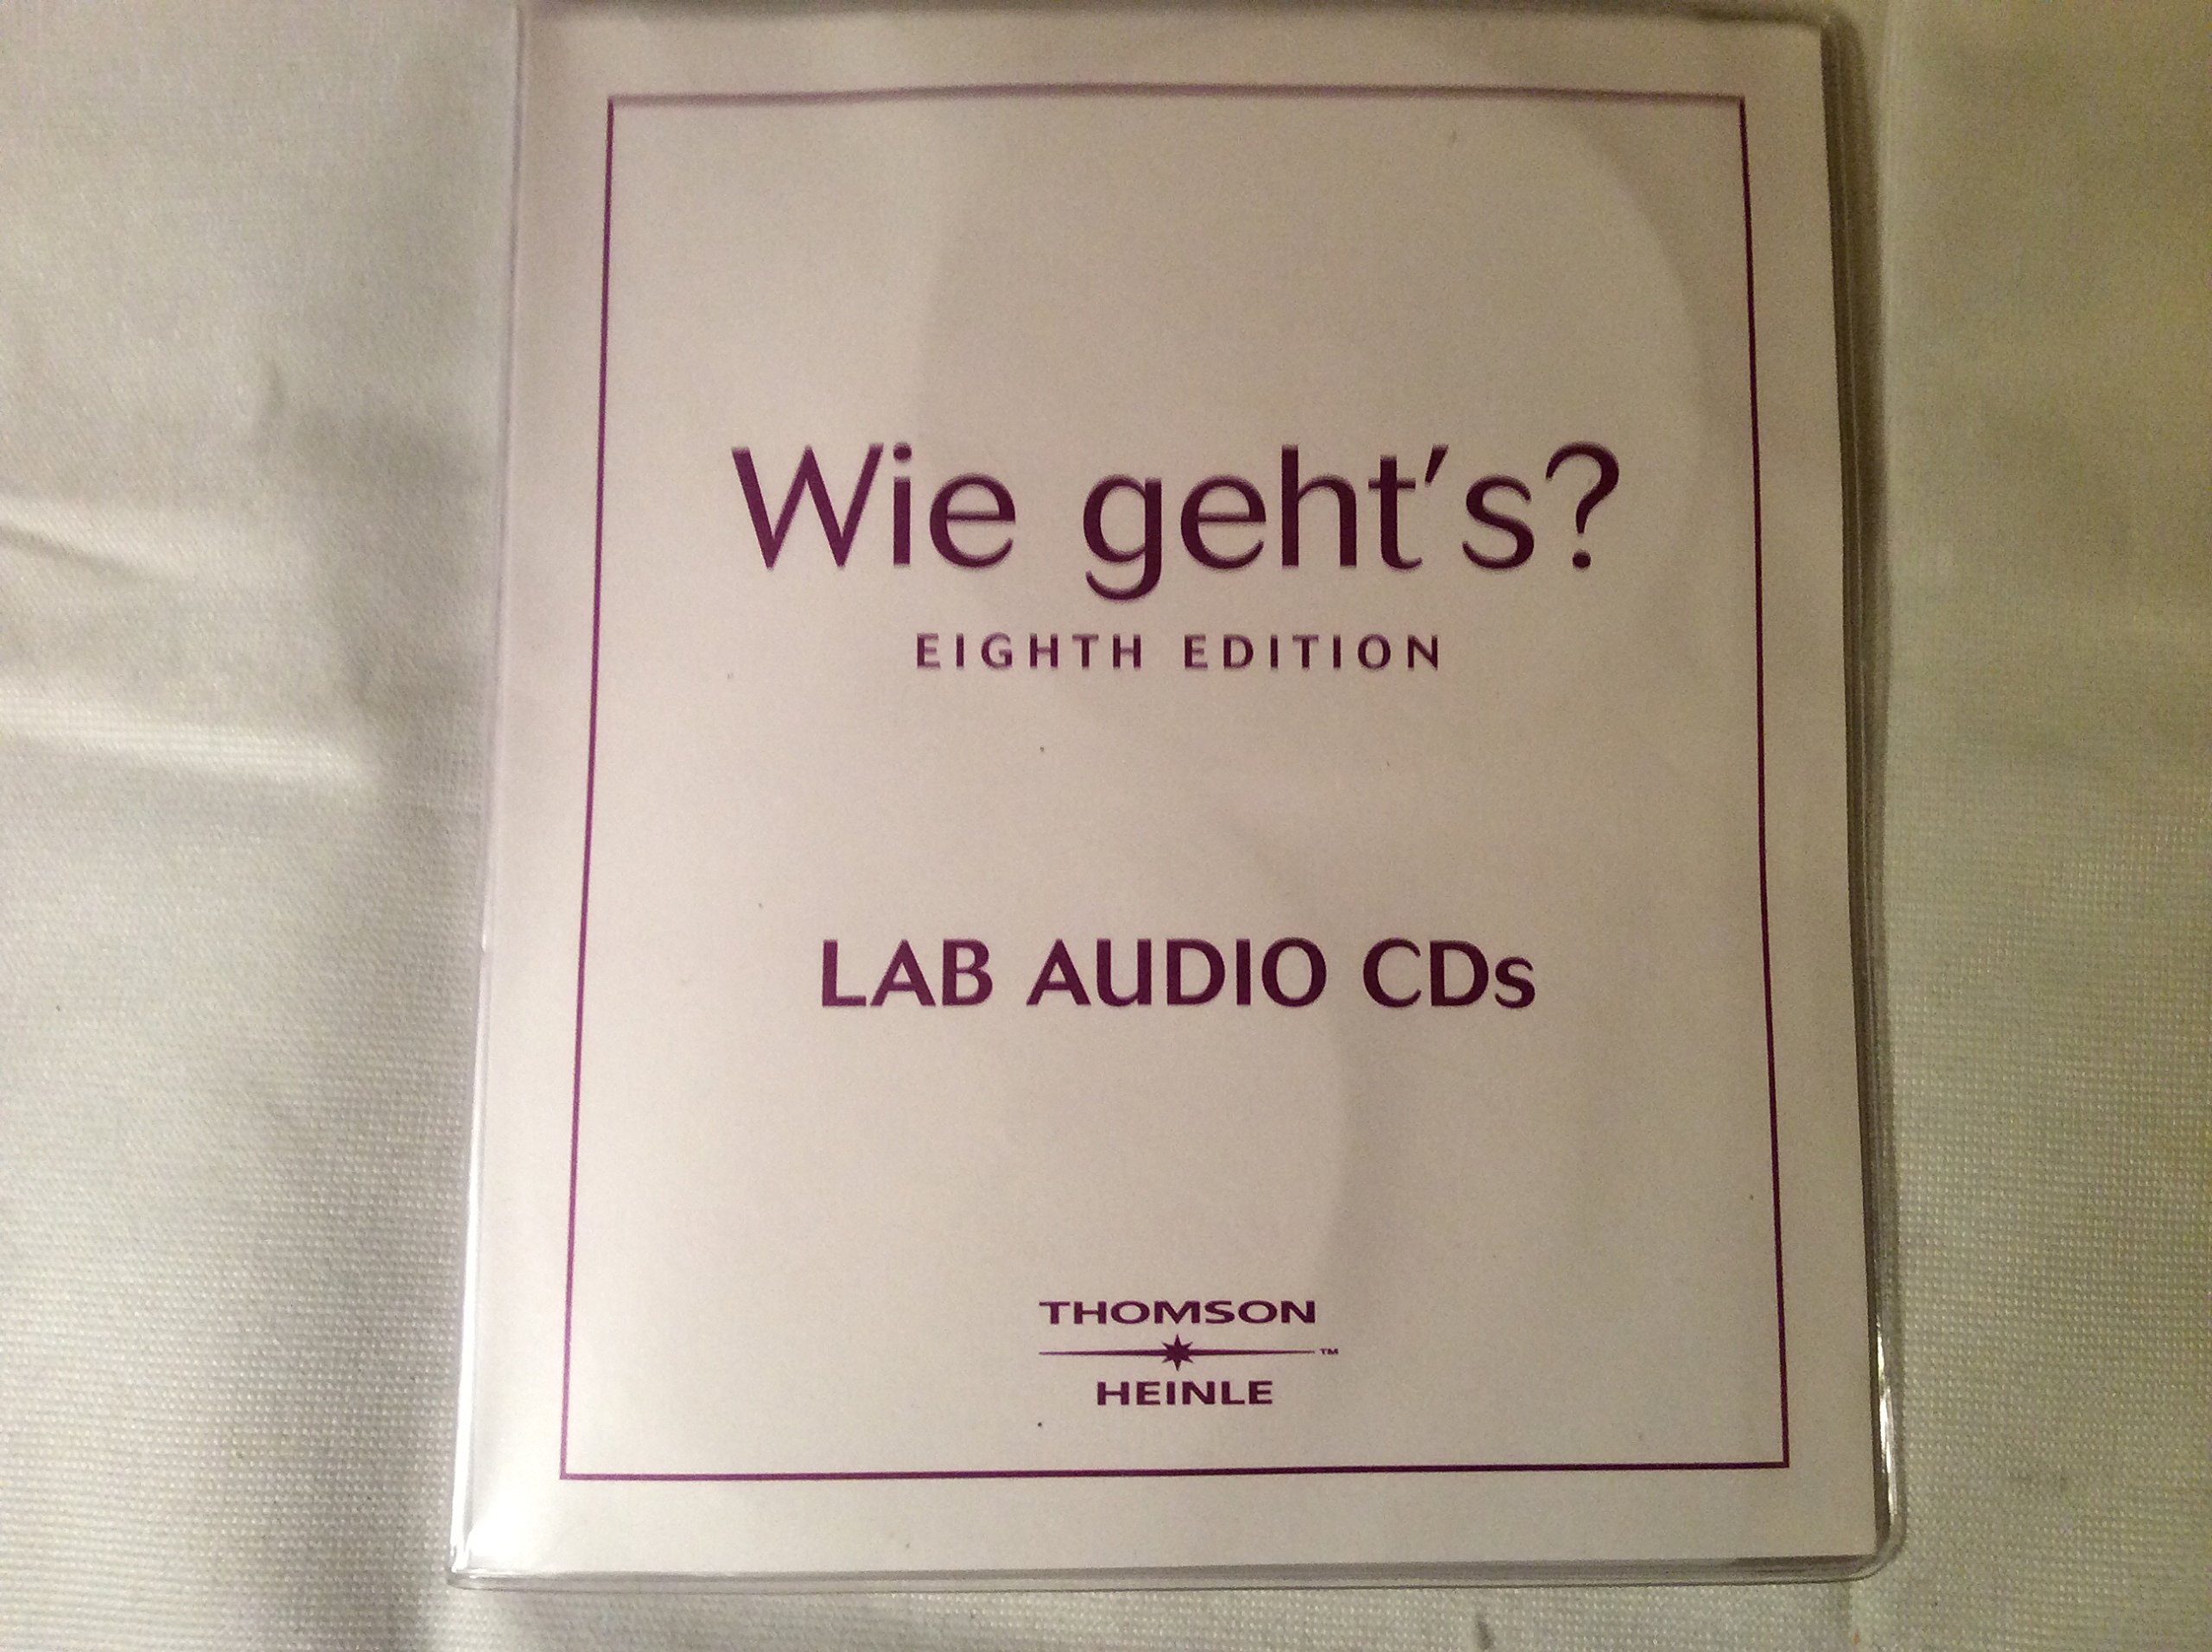 Wie geht's?
EIGHTH EDITION
LAB AUDIO CDs
THOMSON
™
HEINLE